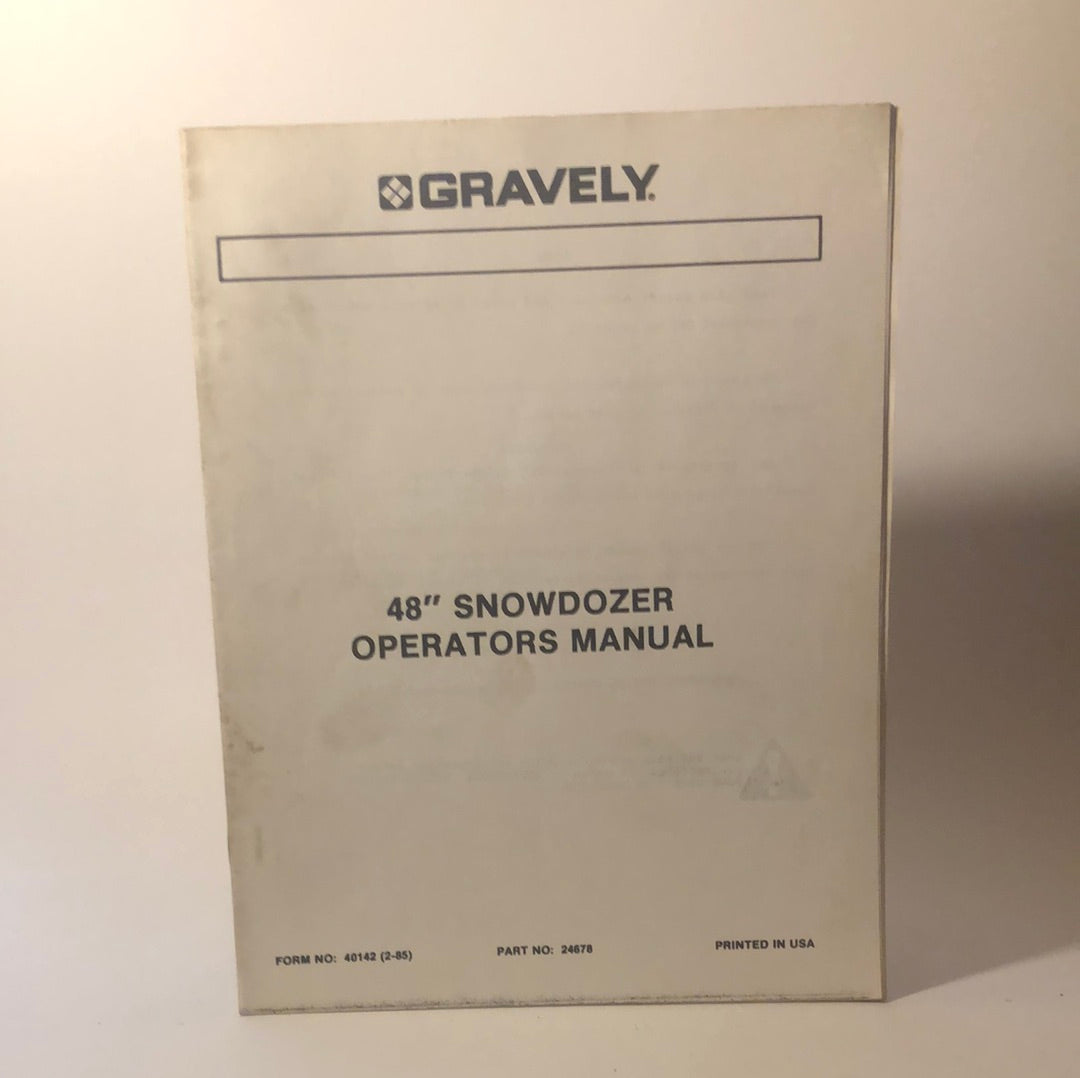 GRAVELY®
48" SNOWDOZER
OPERATORS MANUAL
FORM NO: 40142 (2-85) PART NO: 24678 PRINTED IN USA